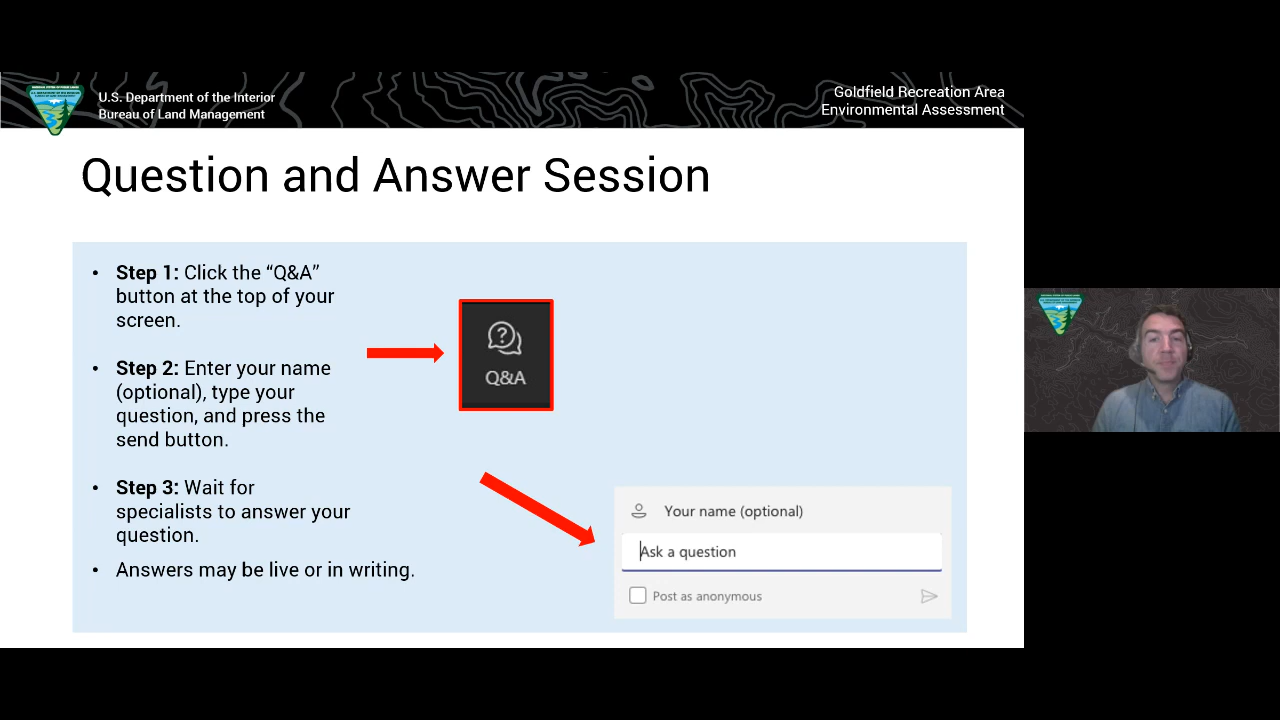 U.S. Department of the Interior
Bureau of Land Management
Goldfield Recreation Area
Environmental Assessment
Question and Answer Session
• Step 1: Click the “Q&A”
button at the top of your
screen.
• Step 2: Enter your name
(optional), type your
question, and press the
send button.
• Step 3: Wait for
specialists to answer your
question.
• Answers may be live or in writing.
Q&A
Your name (optional)
Ask a question
Post as anonymous